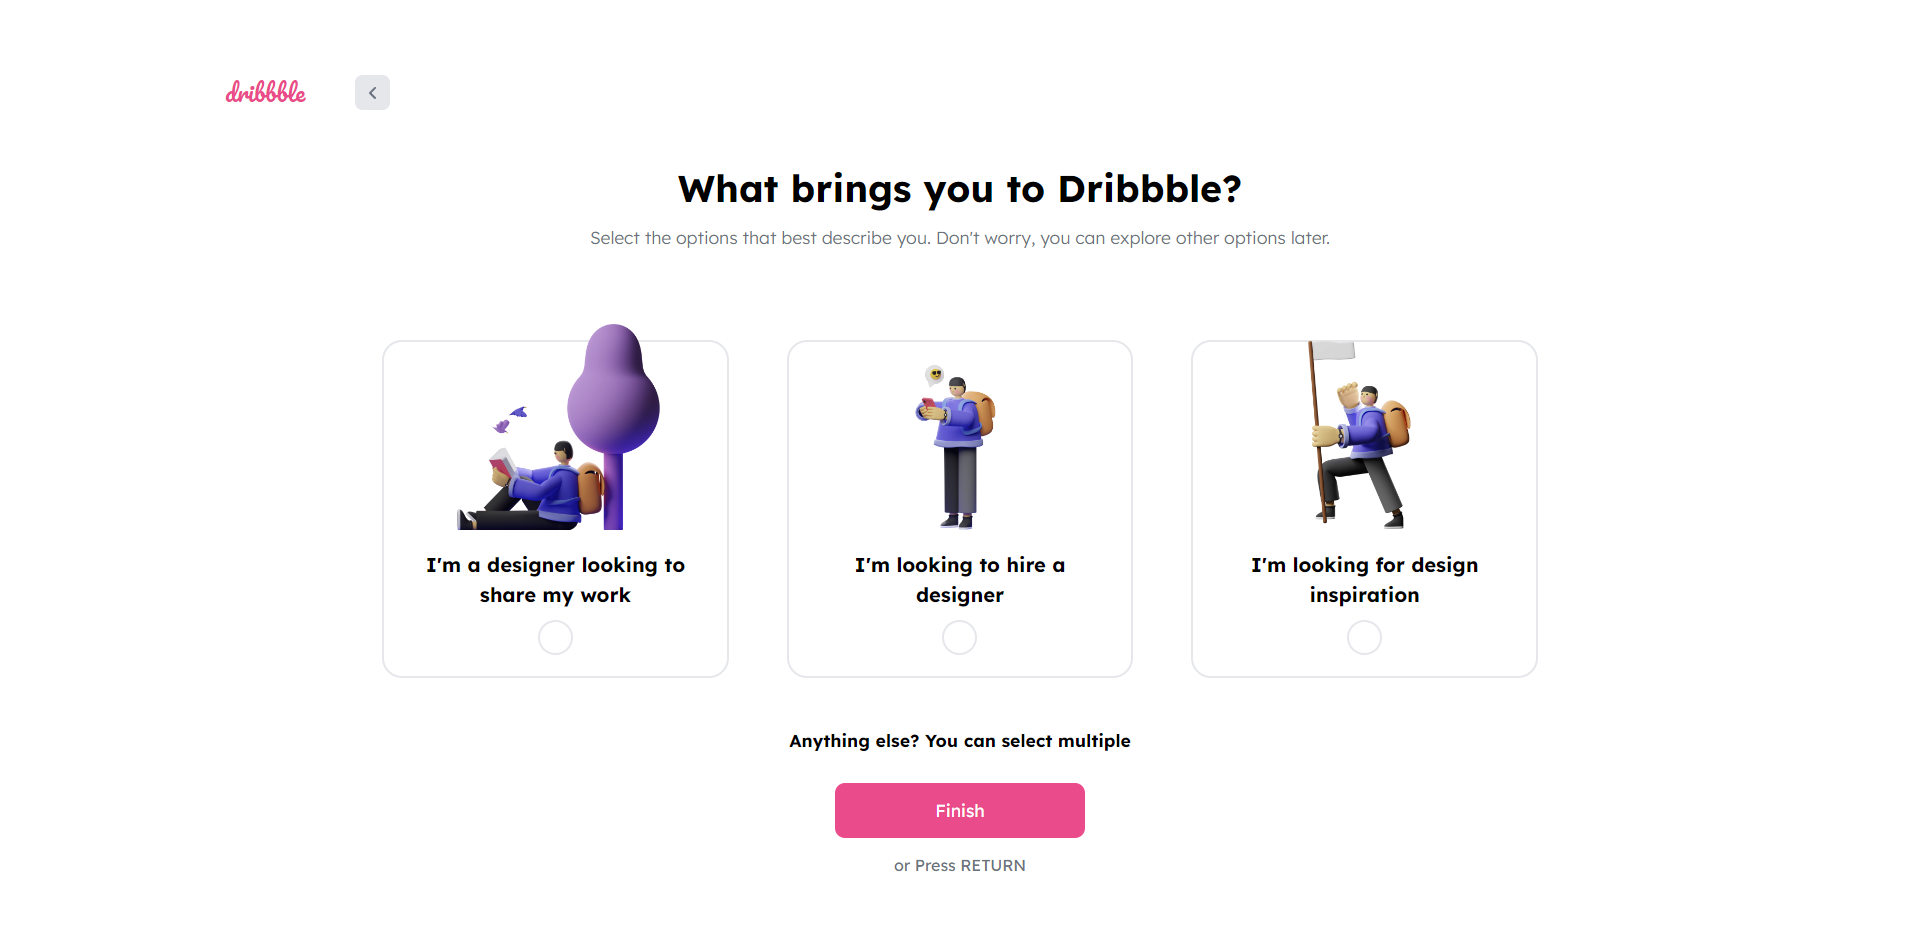 dribbble
What brings you to Dribbble?
Select the options that best describe you. Don't worry, you can explore other options later.
I'm a designer looking to
share my work
I'm looking to hire a
designer
I'm looking for design
inspiration
Anything else? You can select multiple
Finish
or Press RETURN